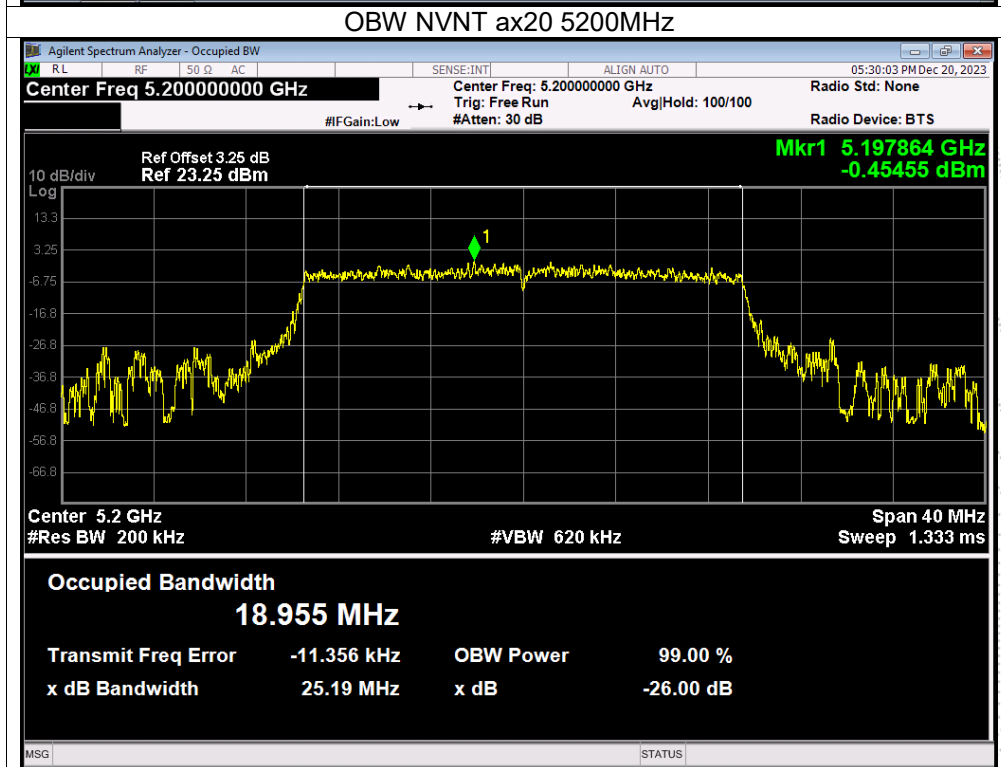 OBW NVNT ax20 5200MHz
Agilent Spectrum Analyzer - Occupied BW
LXI RL RF 50 Ω AC SENSE:INT ALIGN AUTO 05:30:03 PM Dec 20, 2023
Center Freq 5.200000000 GHz Center Freq: 5.200000000 GHz Radio Std: None
Trig: Free Run Avg|Hold: 100/100
#IFGain:Low #Atten: 30 dB Radio Device: BTS
Mkr1 5.197864 GHz
-0.45455 dBm
Ref Offset 3.25 dB
10 dB/div Ref 23.25 dBm
Log
13.3
3.25
-6.75
-16.8
-26.8
-36.8
-46.8
-56.8
-66.8
1
Center 5.2 GHz Span 40 MHz
#Res BW 200 kHz #VBW 620 kHz Sweep 1.333 ms
Occupied Bandwidth
18.955 MHz
Transmit Freq Error -11.356 kHz OBW Power 99.00 %
x dB Bandwidth 25.19 MHz x dB -26.00 dB
MSG STATUS